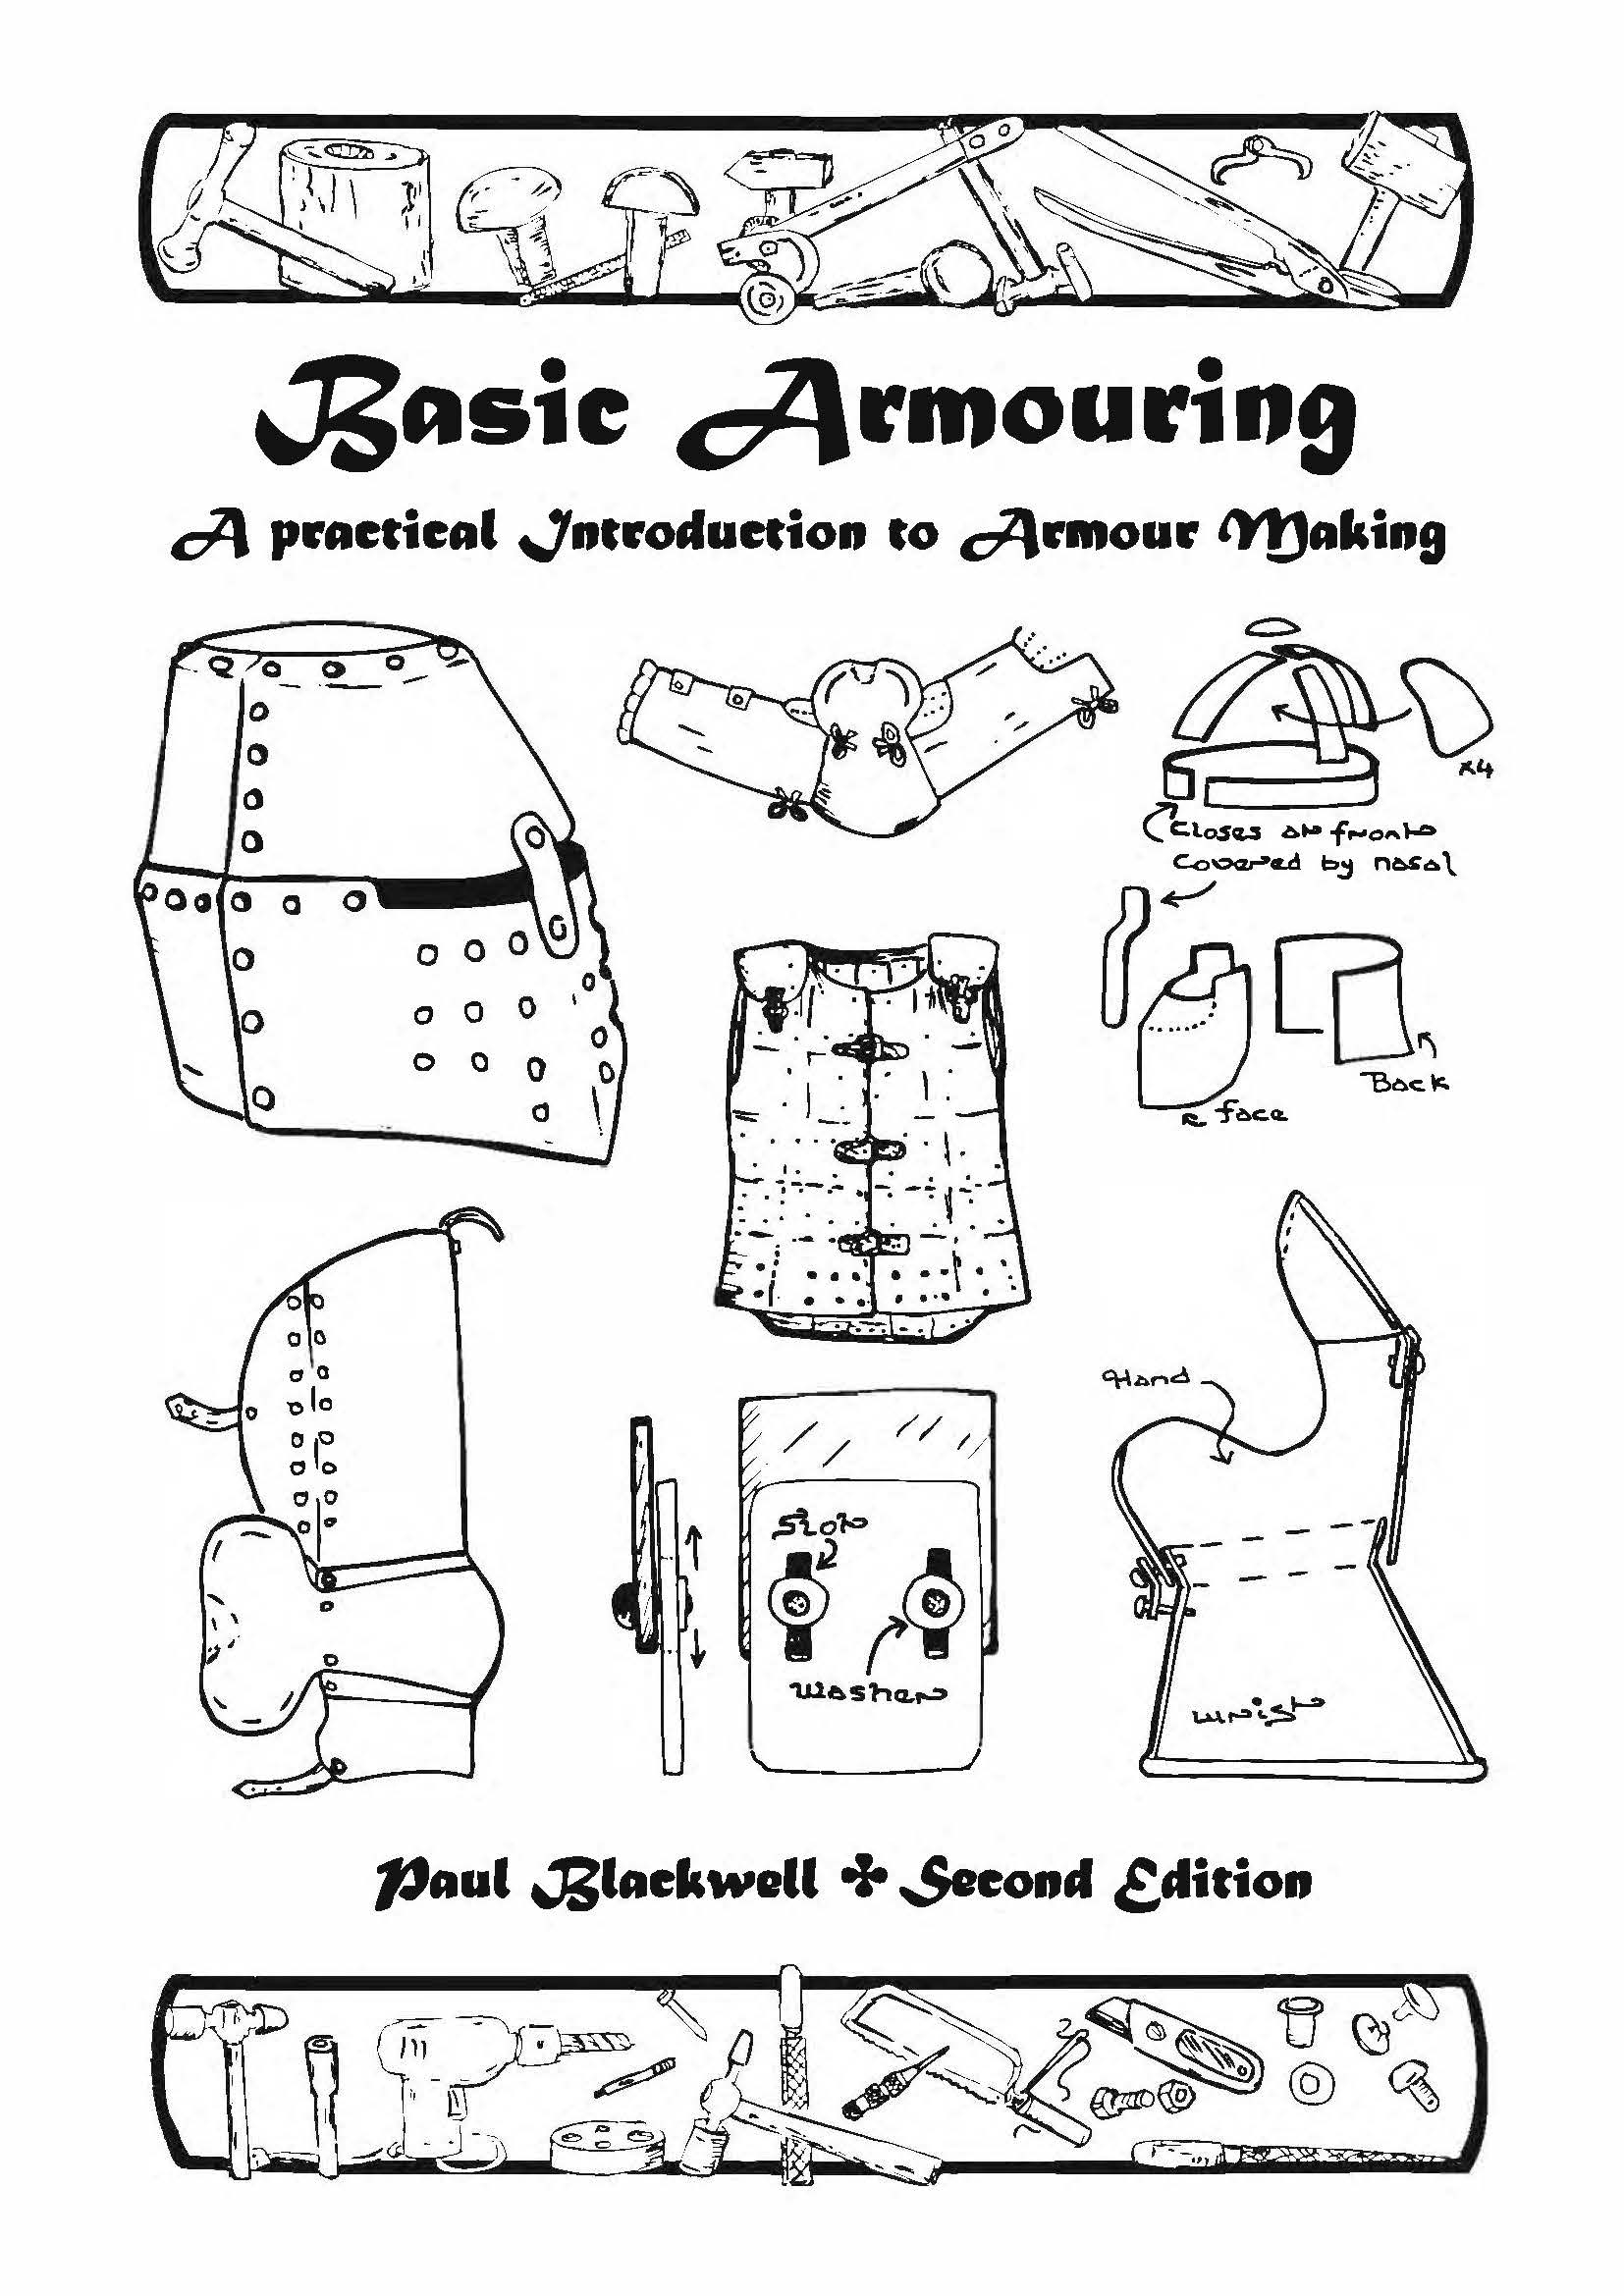 Basic Armouring
A practical Introduction to Armour Making
x4
Closes at front
Covered by nasal
Back
face
Hand
Slot
Washer
Wrist
Paul Blackwell ✤ Second Edition